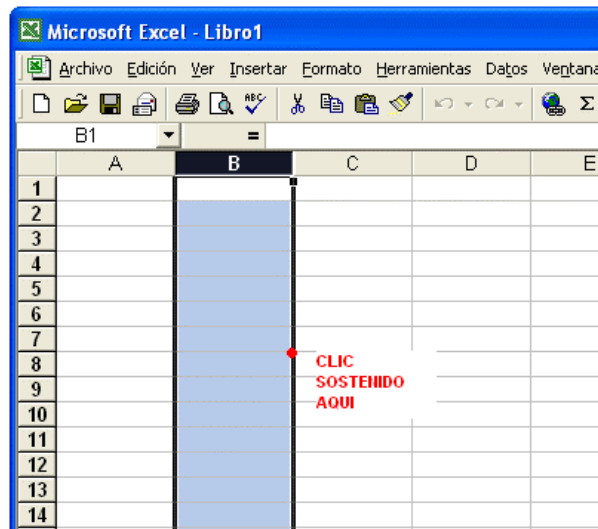 Microsoft Excel - Libro1
Archivo Edición Ver Insertar Formato Herramientas Datos Ventana
ABC Σ
B1 =
A B C D E
1
2
3
4
5
6
7
8
9
10
11
12
13
14
CLIC
SOSTENIDO
AQUI